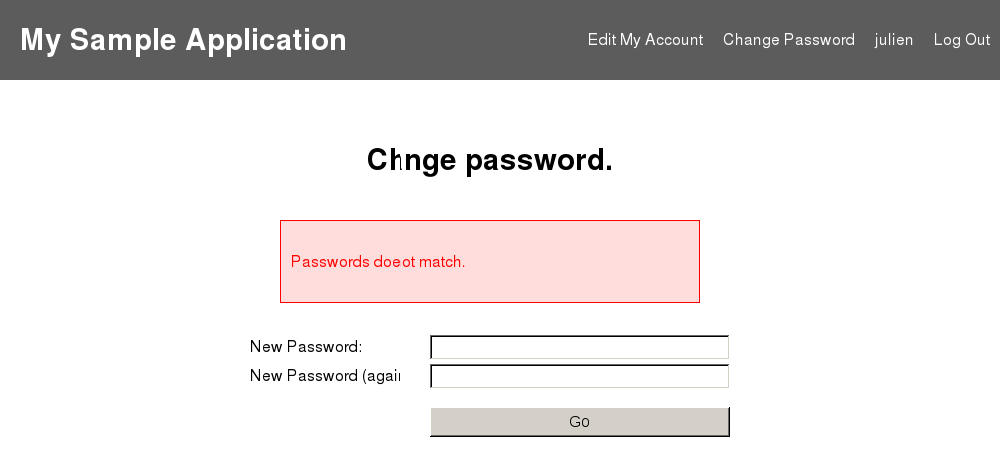 My Sample Application
Edit My Account Change Password julien Log Out
Chnge password.
Passwords doeot match.
New Password:
New Password (agai
Go